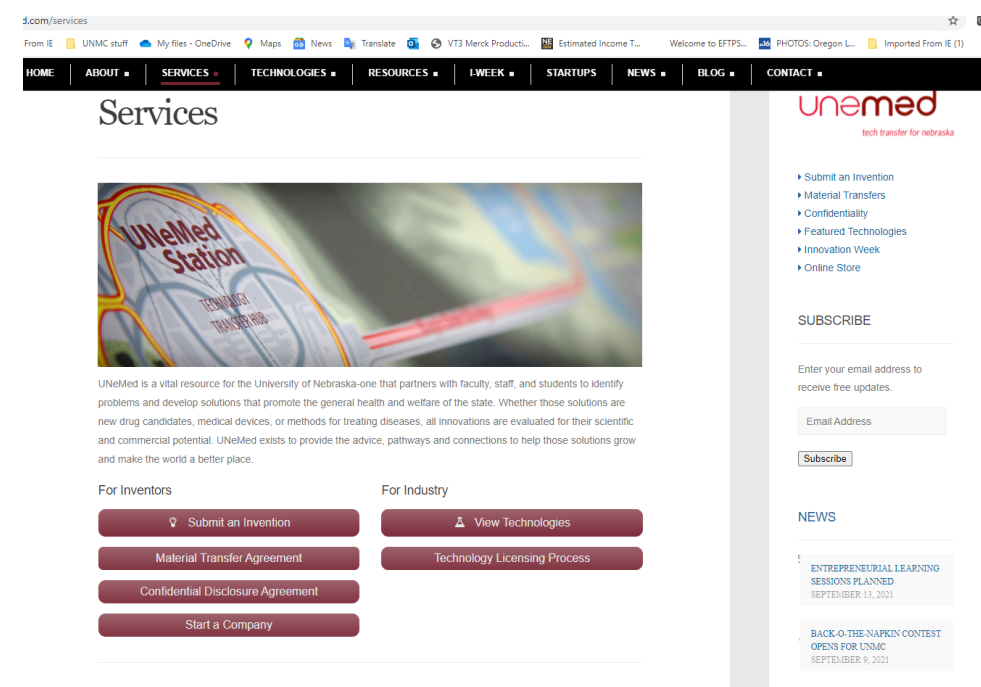 d.com/services
From IE UNMC stuff My files - OneDrive Maps News Translate VT3 Merck Producti... Estimated Income T... Welcome to EFTPS... PHOTOS: Oregon L... Imported From IE (1)
HOME ABOUT SERVICES TECHNOLOGIES RESOURCES I-WEEK STARTUPS NEWS BLOG CONTACT
Services
UNeMed
Station
TECHNOLOGY
TRANSFER HUB
UNeMed is a vital resource for the University of Nebraska-one that partners with faculty, staff, and students to identify
problems and develop solutions that promote the general health and welfare of the state. Whether those solutions are
new drug candidates, medical devices, or methods for treating diseases, all innovations are evaluated for their scientific
and commercial potential. UNeMed exists to provide the advice, pathways and connections to help those solutions grow
and make the world a better place.
For Inventors
Submit an Invention
Material Transfer Agreement
Confidential Disclosure Agreement
Start a Company
For Industry
View Technologies
Technology Licensing Process
unemed
tech transfer for nebraska
Submit an Invention
Material Transfers
Confidentiality
Featured Technologies
Innovation Week
Online Store
SUBSCRIBE
Enter your email address to
receive free updates.
Email Address
Subscribe
NEWS
ENTREPRENEURIAL LEARNING
SESSIONS PLANNED
SEPTEMBER 13, 2021
BACK-O-THE-NAPKIN CONTEST
OPENS FOR UNMC
SEPTEMBER 9, 2021